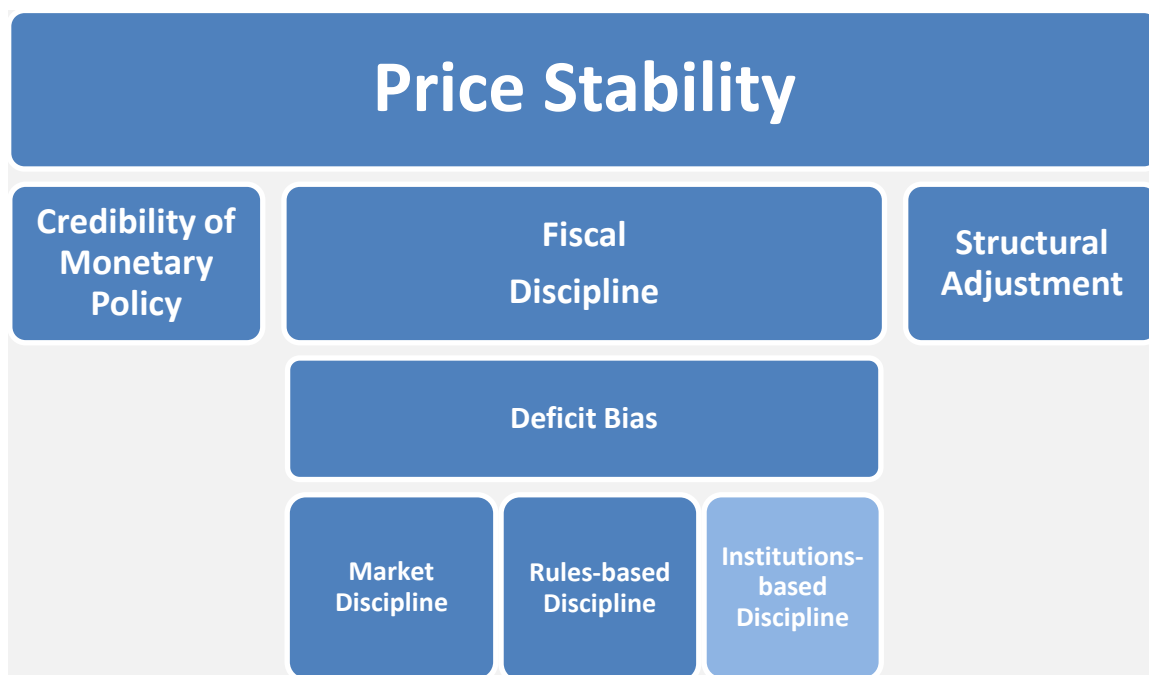 Price Stability
Credibility of
Monetary
Policy
Fiscal
Discipline
Structural
Adjustment
Deficit Bias
Market
Discipline
Rules-based
Discipline
Institutions-
based
Discipline